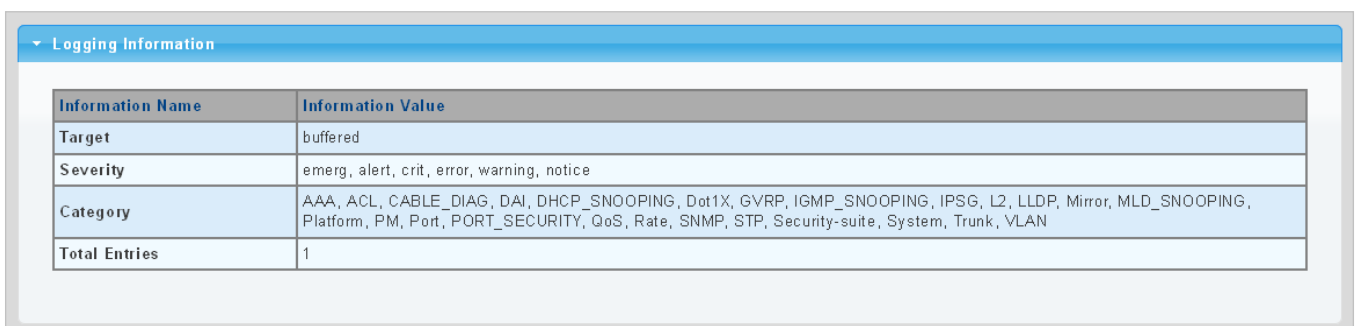 Logging Information
Information Name Information Value
Target buffered
Severity emerg, alert, crit, error, warning, notice
Category AAA, ACL, CABLE_DIAG, DAI, DHCP_SNOOPING, Dot1X, GVRP, IGMP_SNOOPING, IPSG, L2, LLDP, Mirror, MLD_SNOOPING,
Platform, PM, Port, PORT_SECURITY, QoS, Rate, SNMP, STP, Security-suite, System, Trunk, VLAN
Total Entries 1